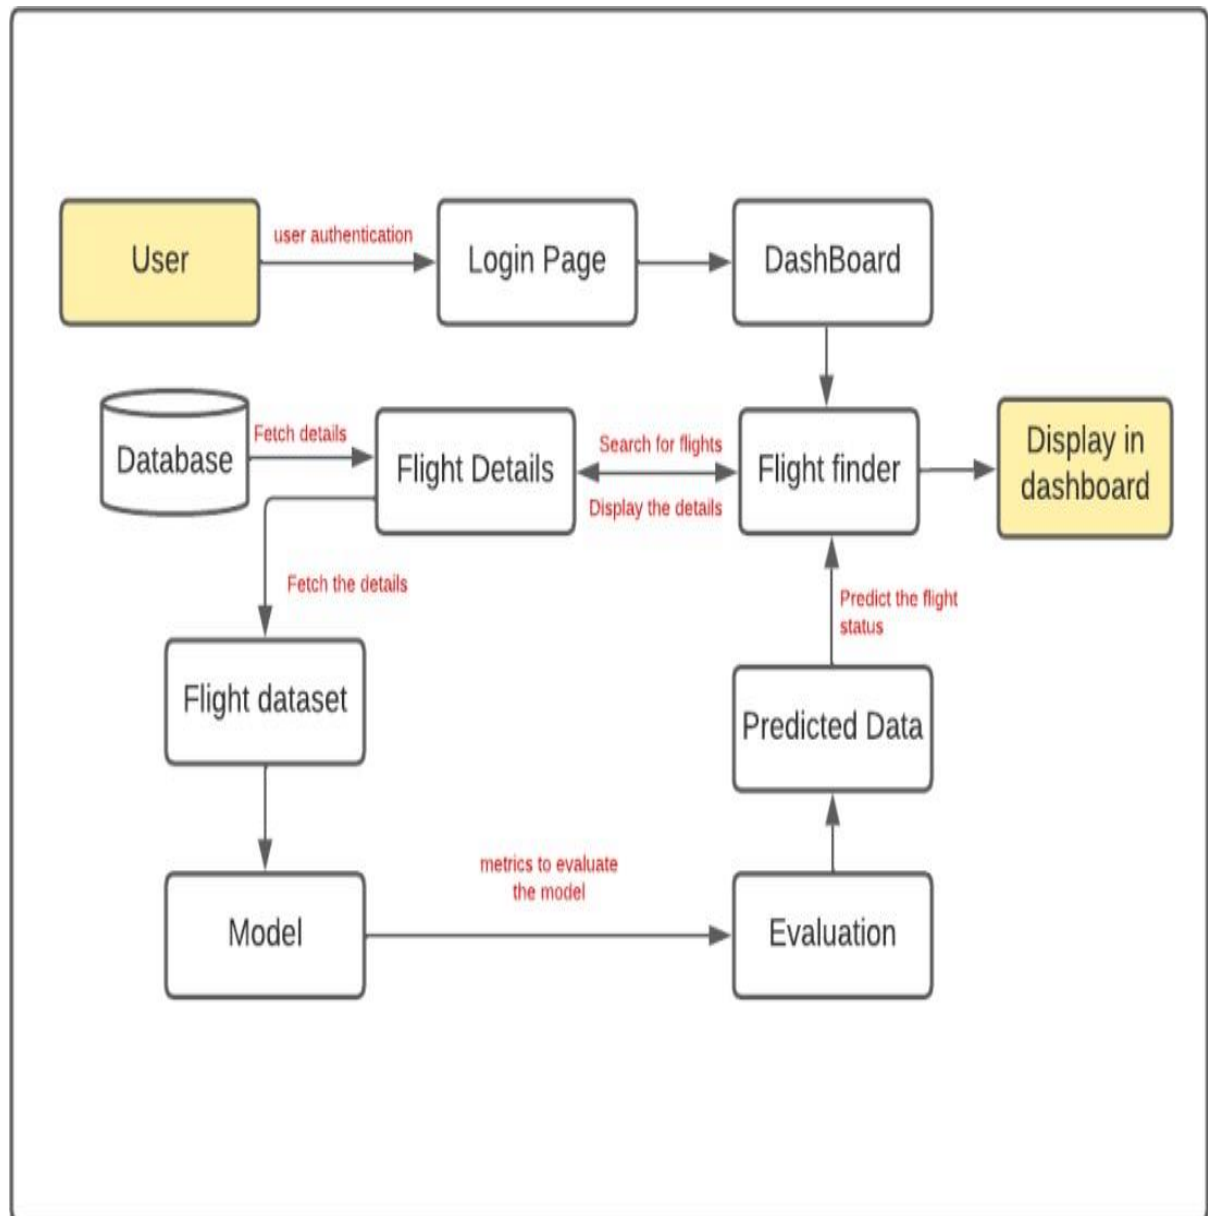 User
user authentication
Login Page
DashBoard
Database
Fetch details
Flight Details
Search for flights
Display the details
Flight finder
Display in
dashboard
Fetch the details
Predict the flight
status
Flight dataset
Predicted Data
metrics to evaluate
the model
Model
Evaluation